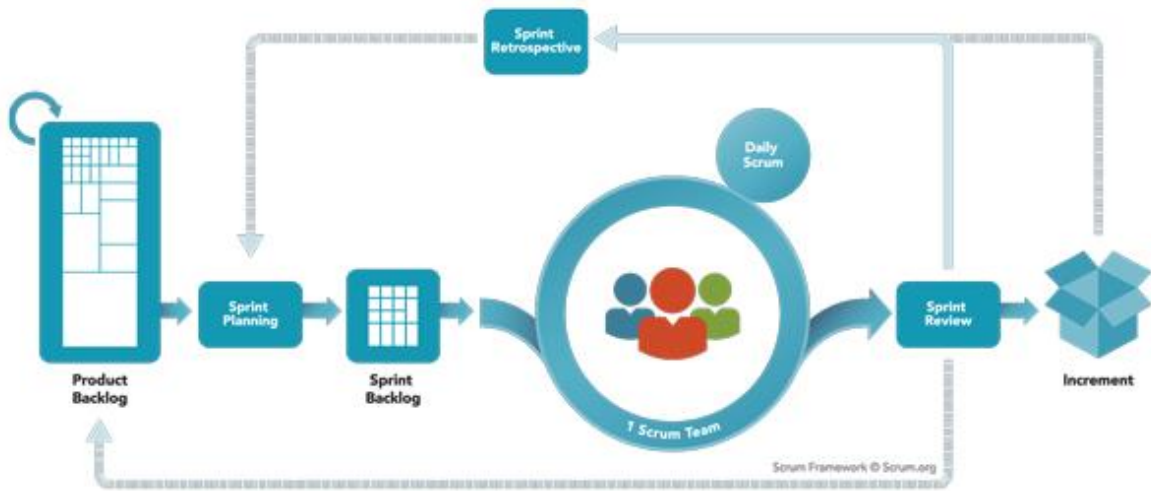 Sprint
Retrospective
Daily
Scrum
Sprint
Planning
Sprint
Review
Product
Backlog
Sprint
Backlog
1 Scrum Team
Increment
Scrum Framework © Scrum.org